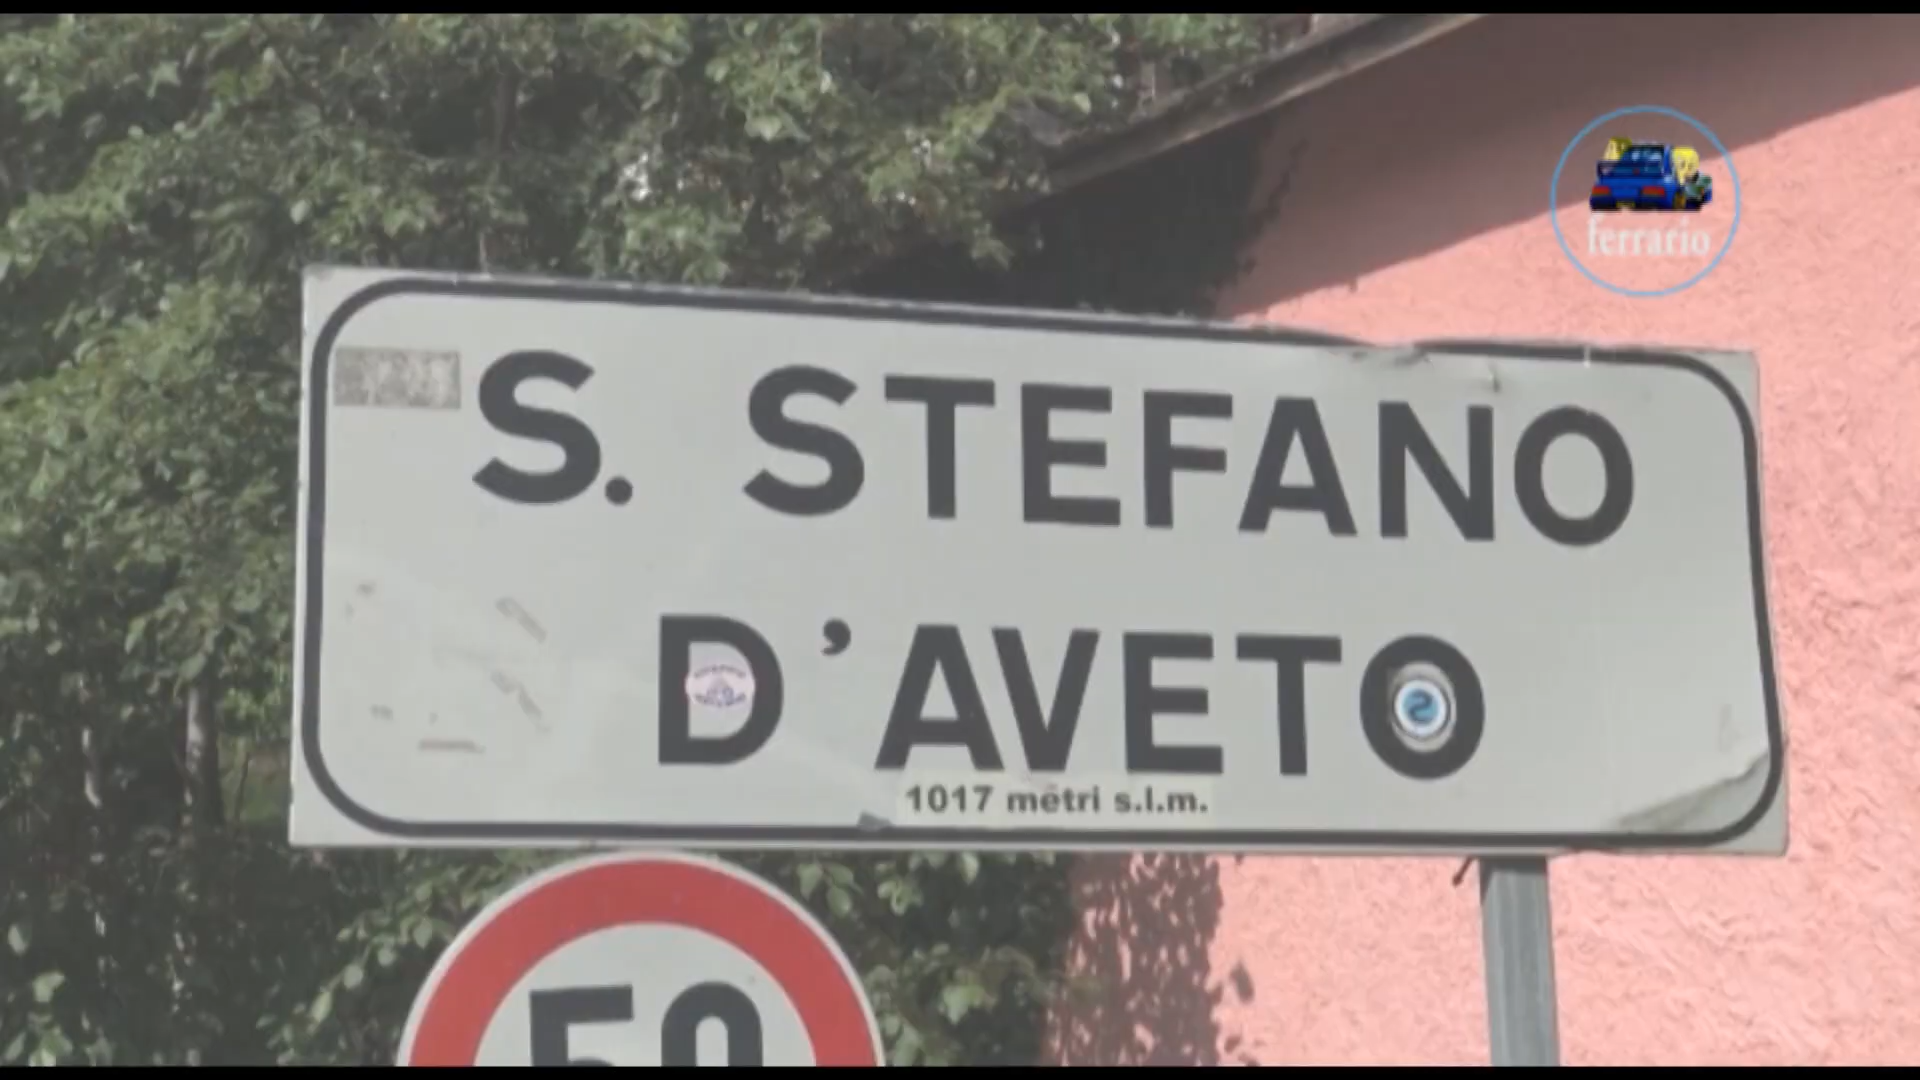 ferrario
S. STEFANO
D'AVETO
1017 metri s.l.m.
50